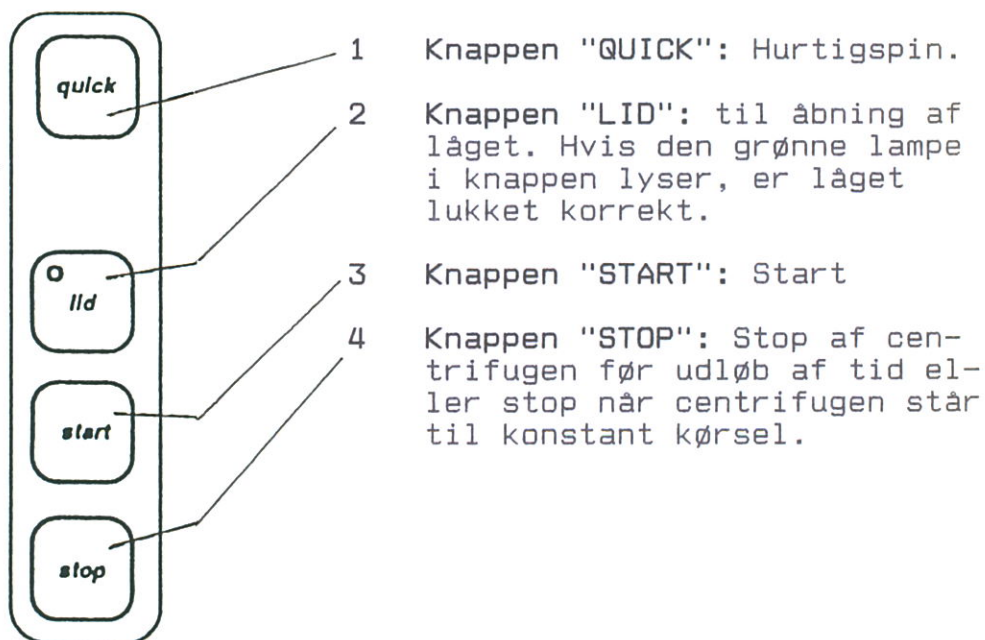 quick
1 Knappen "QUICK": Hurtigspin.
2 Knappen "LID": til åbning af
låget. Hvis den grønne lampe
i knappen lyser, er låget
lukket korrekt.
lid
3 Knappen "START": Start
start
4 Knappen "STOP": Stop af cen-
trifugen før udløb af tid el-
ler stop når centrifugen står
til konstant kørsel.
stop